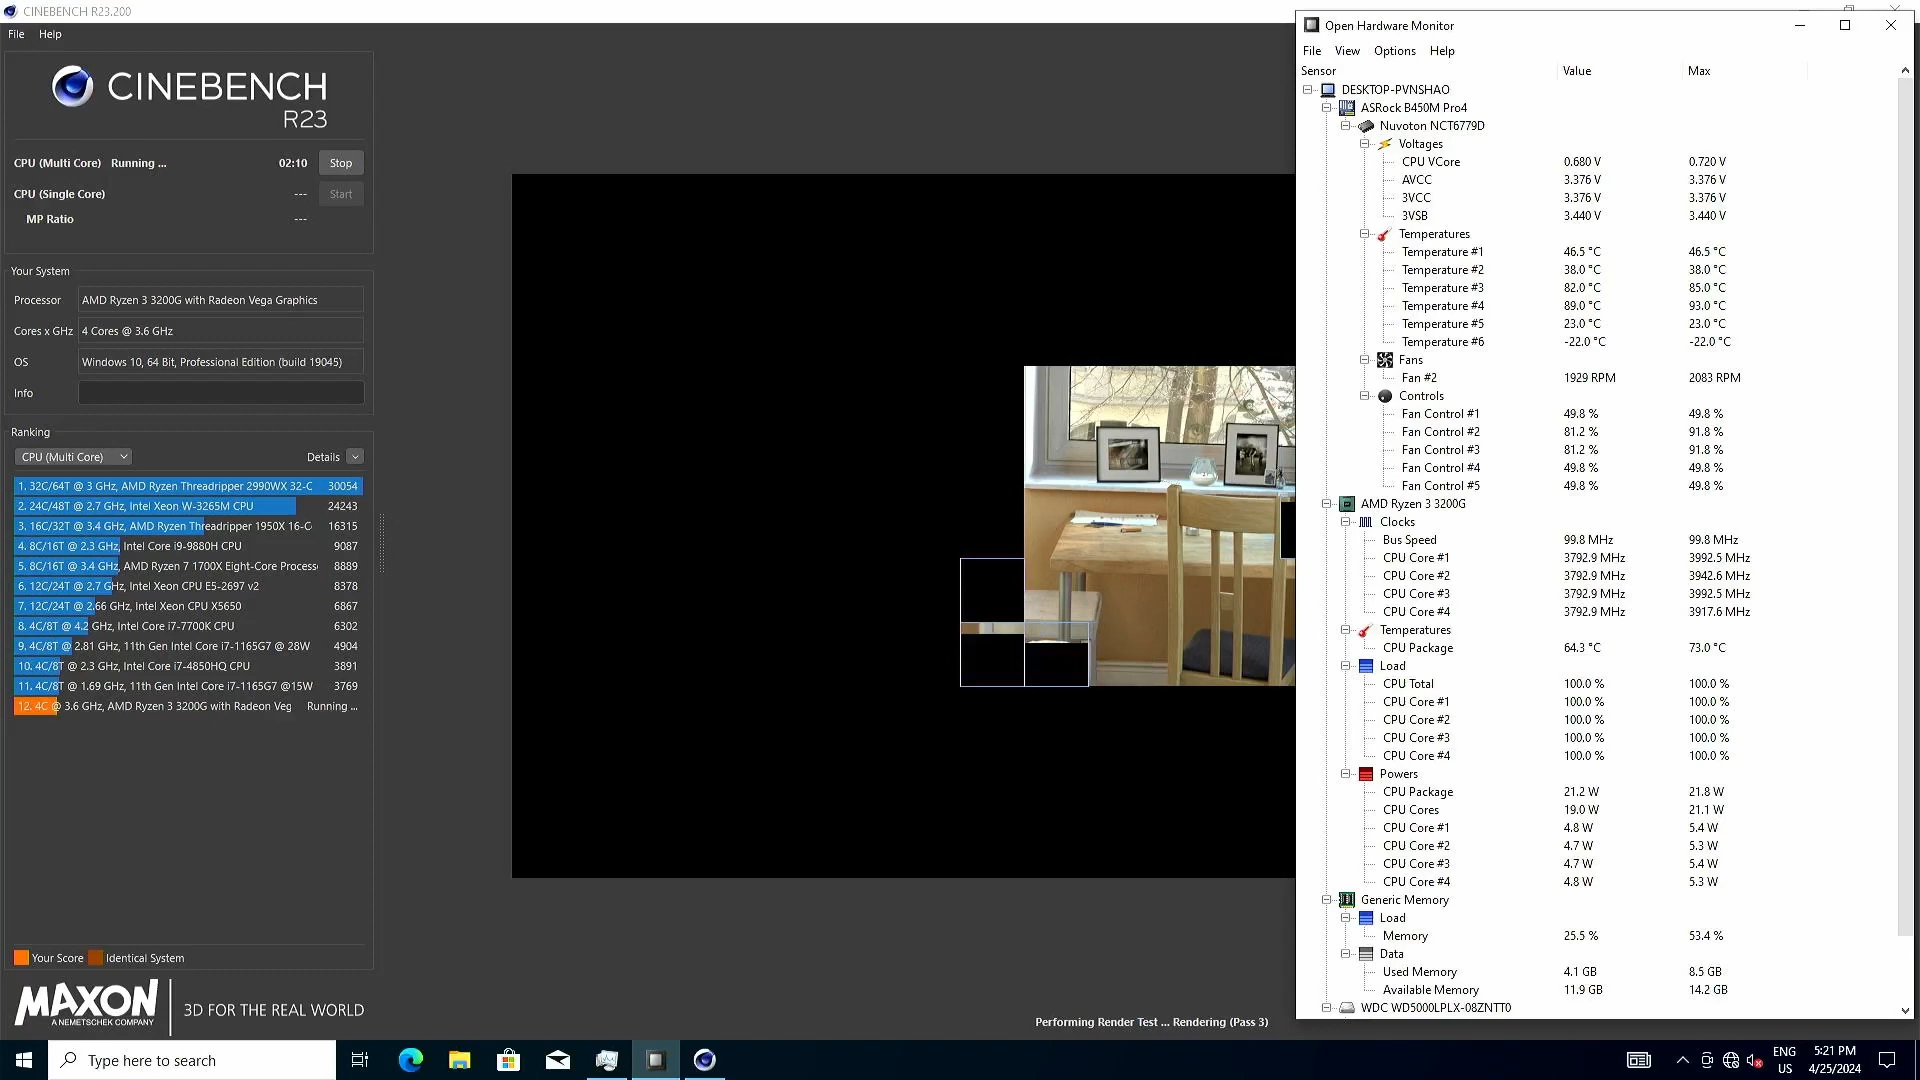 CINEBENCH R23.200
File Help
CINEBENCH
R23
CPU (Multi Core) Running ... 02:10 Stop
CPU (Single Core) --- Start
MP Ratio ---
Your System
Processor AMD Ryzen 3 3200G with Radeon Vega Graphics
Cores x GHz 4 Cores @ 3.6 GHz
OS Windows 10, 64 Bit, Professional Edition (build 19045)
Info
Ranking
CPU (Multi Core) Details
1. 32C/64T @ 3 GHz, AMD Ryzen Threadripper 2990WX 32-C 30054
2. 24C/48T @ 2.7 GHz, Intel Xeon W-3265M CPU 24243
3. 16C/32T @ 3.4 GHz, AMD Ryzen Threadripper 1950X 16-C 16315
4. 8C/16T @ 2.3 GHz, Intel Core i9-9880H CPU 9087
5. 8C/16T @ 3.4 GHz, AMD Ryzen 7 1700X Eight-Core Process 8889
6. 12C/24T @ 2.7 GHz, Intel Xeon CPU E5-2697 v2 8378
7. 12C/24T @ 2.66 GHz, Intel Xeon CPU X5650 6867
8. 4C/8T @ 4.2 GHz, Intel Core i7-7700K CPU 6302
9. 4C/8T @ 2.81 GHz, 11th Gen Intel Core i7-1165G7 @ 28W 4904
10. 4C/8T @ 2.3 GHz, Intel Core i7-4850HQ CPU 3891
11. 4C/8T @ 1.69 GHz, 11th Gen Intel Core i7-1165G7 @15W 3769
12. 4C @ 3.6 GHz, AMD Ryzen 3 3200G with Radeon Veg Running ...
Your Score Identical System
MAXON
A NEMETSCHEK COMPANY
3D FOR THE REAL WORLD
Performing Render Test ... Rendering (Pass 3)
Open Hardware Monitor
File View Options Help
Sensor Value Max
DESKTOP-PVNSHAO
ASRock B450M Pro4
Nuvoton NCT6779D
Voltages
CPU VCore 0.680 V 0.720 V
AVCC 3.376 V 3.376 V
3VCC 3.376 V 3.376 V
3VSB 3.440 V 3.440 V
Temperatures
Temperature #1 46.5 °C 46.5 °C
Temperature #2 38.0 °C 38.0 °C
Temperature #3 82.0 °C 85.0 °C
Temperature #4 89.0 °C 93.0 °C
Temperature #5 23.0 °C 23.0 °C
Temperature #6 -22.0 °C -22.0 °C
Fans
Fan #2 1929 RPM 2083 RPM
Controls
Fan Control #1 49.8 % 49.8 %
Fan Control #2 81.2 % 91.8 %
Fan Control #3 81.2 % 91.8 %
Fan Control #4 49.8 % 49.8 %
Fan Control #5 49.8 % 49.8 %
AMD Ryzen 3 3200G
Clocks
Bus Speed 99.8 MHz 99.8 MHz
CPU Core #1 3792.9 MHz 3992.5 MHz
CPU Core #2 3792.9 MHz 3942.6 MHz
CPU Core #3 3792.9 MHz 3992.5 MHz
CPU Core #4 3792.9 MHz 3917.6 MHz
Temperatures
CPU Package 64.3 °C 73.0 °C
Load
CPU Total 100.0 % 100.0 %
CPU Core #1 100.0 % 100.0 %
CPU Core #2 100.0 % 100.0 %
CPU Core #3 100.0 % 100.0 %
CPU Core #4 100.0 % 100.0 %
Powers
CPU Package 21.2 W 21.8 W
CPU Cores 19.0 W 21.1 W
CPU Core #1 4.8 W 5.4 W
CPU Core #2 4.7 W 5.3 W
CPU Core #3 4.7 W 5.4 W
CPU Core #4 4.8 W 5.3 W
Generic Memory
Load
Memory 25.5 % 53.4 %
Data
Used Memory 4.1 GB 8.5 GB
Available Memory 11.9 GB 14.2 GB
WDC WD5000LPLX-08ZNTT0
Type here to search
ENG
US
5:21 PM
4/25/2024